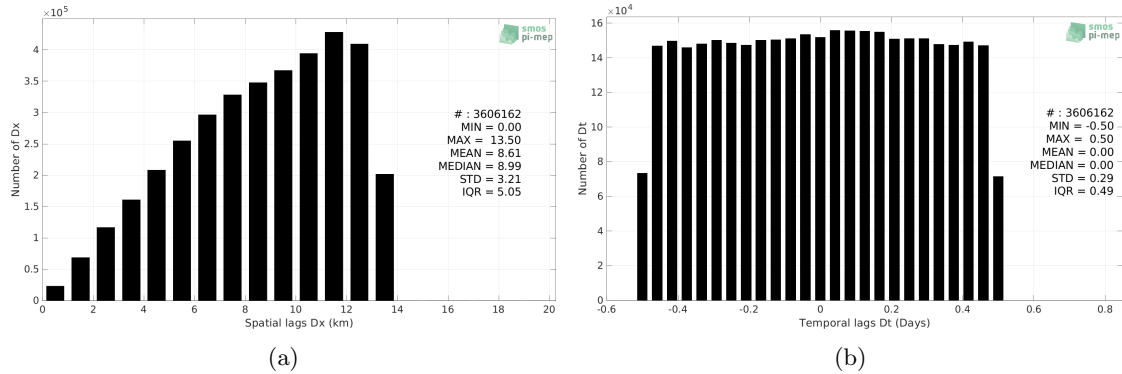 ×10⁵
4
3.5
3
2.5
2
1.5
1
0.5
0
Number of Dx
0 2 4 6 8 10 12 14 16 18 20
Spatial lags Dx (km)
smos
pi-mep
# : 3606162
MIN = 0.00
MAX = 13.50
MEAN = 8.61
MEDIAN = 8.99
STD = 3.21
IQR = 5.05
(a)
×10⁴
16
14
12
10
8
6
4
2
0
Number of Dt
-0.6 -0.4 -0.2 0 0.2 0.4 0.6 0.8
Temporal lags Dt (Days)
smos
pi-mep
# : 3606162
MIN = -0.50
MAX = 0.50
MEAN = 0.00
MEDIAN = 0.00
STD = 0.29
IQR = 0.49
(b)